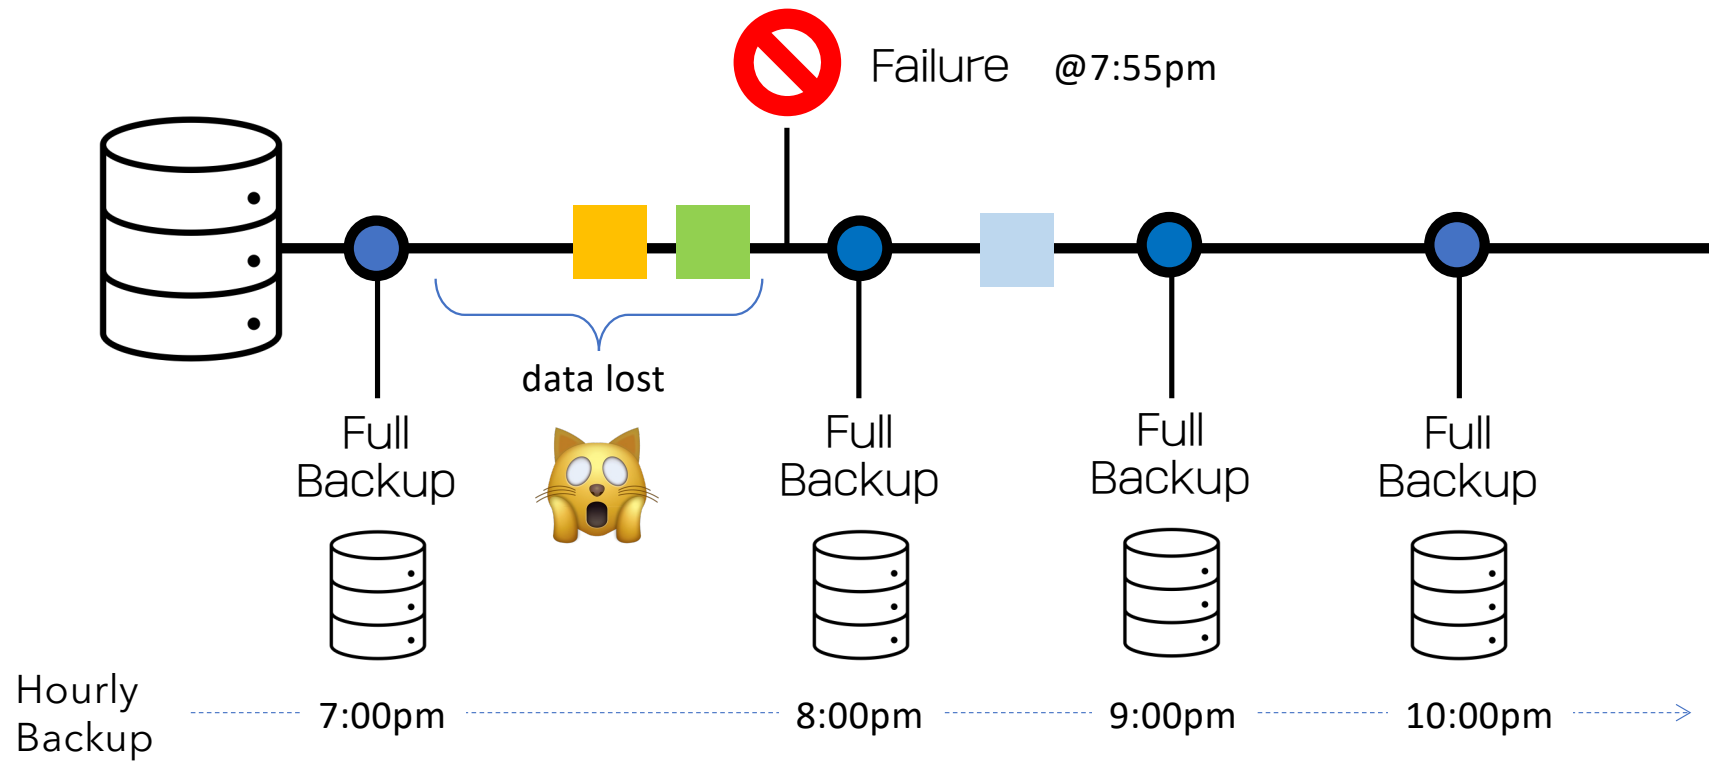 Failure @7:55pm
data lost
Full
Backup
Full
Backup
Full
Backup
Full
Backup
Hourly
Backup
7:00pm
8:00pm
9:00pm
10:00pm